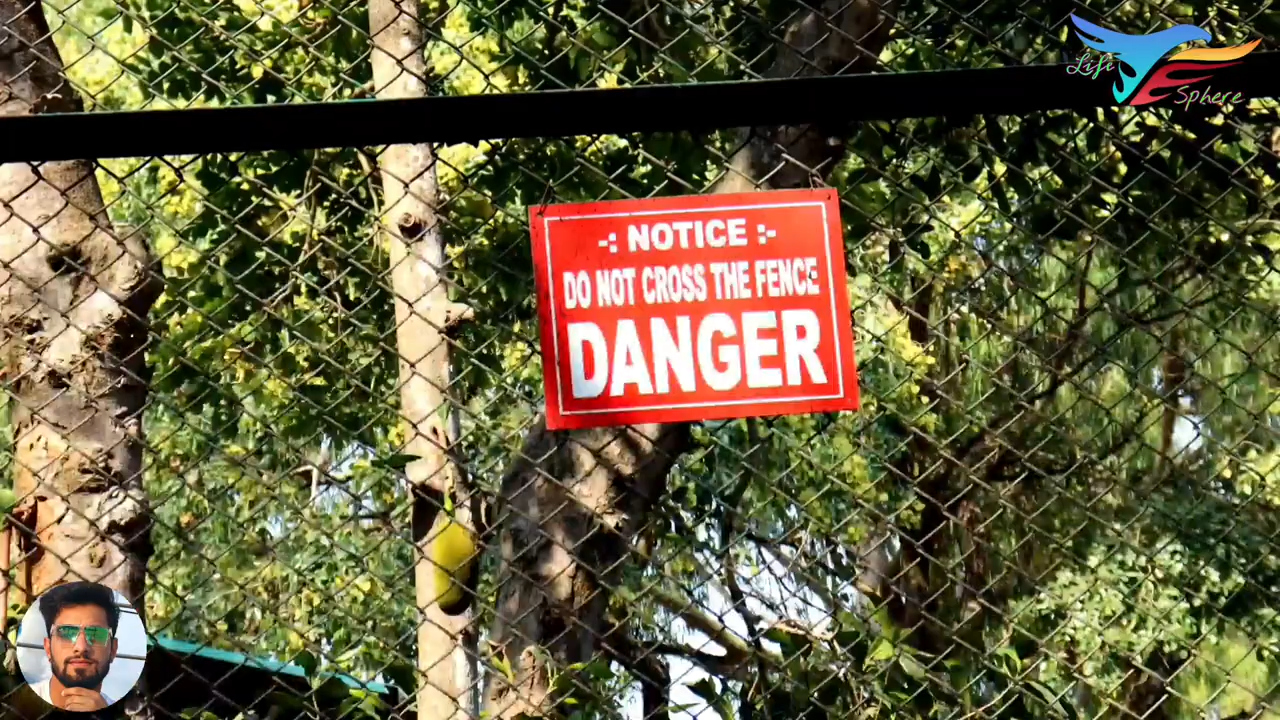 Life
Sphere
-: NOTICE :-
DO NOT CROSS THE FENCE
DANGER